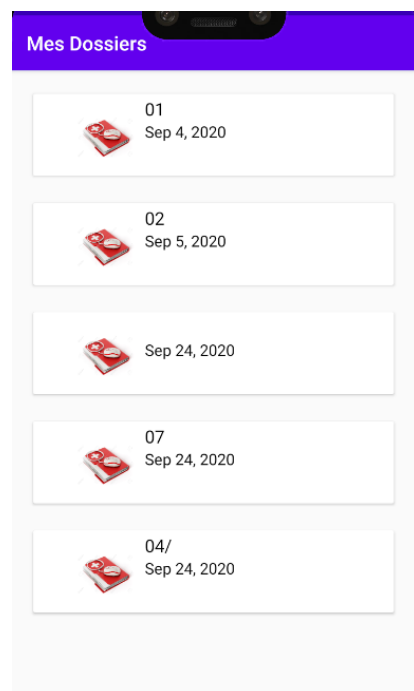 Mes Dossiers
01
Sep 4, 2020
02
Sep 5, 2020
Sep 24, 2020
07
Sep 24, 2020
04/
Sep 24, 2020